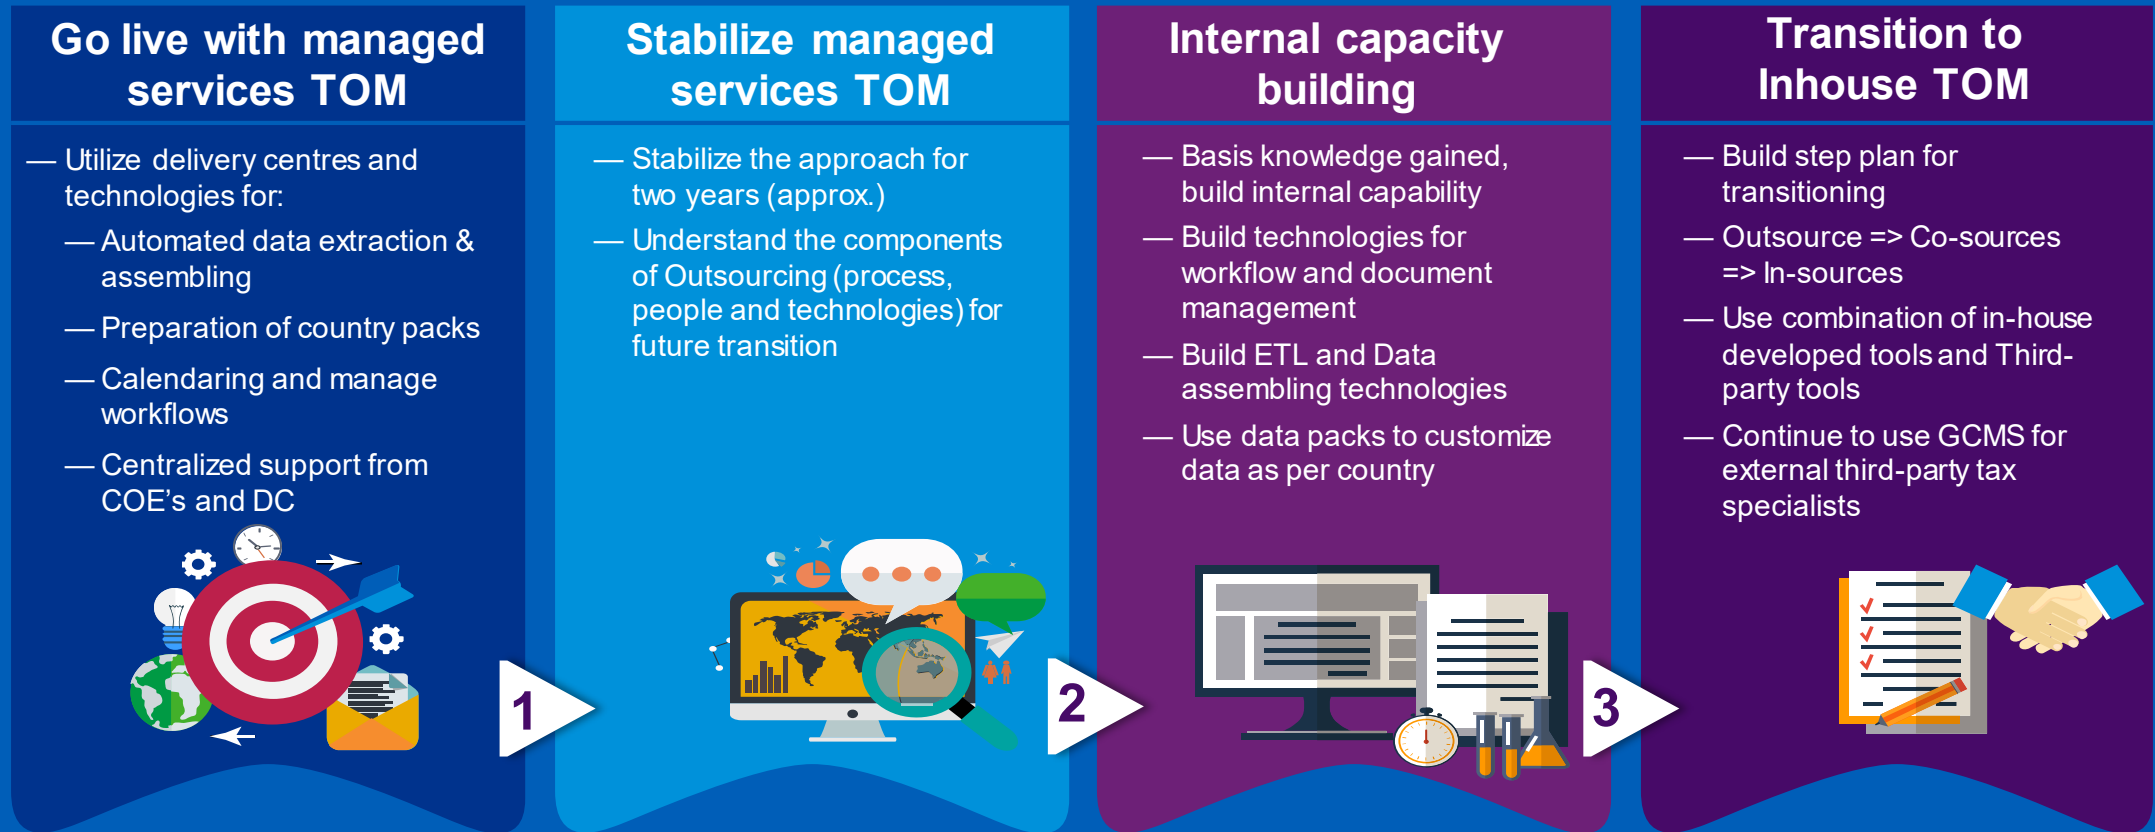 Go live with managed
services TOM
— Utilize delivery centres and
technologies for:
— Automated data extraction &
assembling
— Preparation of country packs
— Calendaring and manage
workflows
— Centralized support from
COE's and DC
1
Stabilize managed
services TOM
— Stabilize the approach for
two years (approx.)
— Understand the components
of Outsourcing (process,
people and technologies) for
future transition
2
Internal capacity
building
— Basis knowledge gained,
build internal capability
— Build technologies for
workflow and document
management
— Build ETL and Data
assembling technologies
— Use data packs to customize
data as per country
3
Transition to
Inhouse TOM
— Build step plan for
transitioning
— Outsource => Co-sources
=> In-sources
— Use combination of in-house
developed tools and Third-
party tools
— Continue to use GCMS for
external third-party tax
specialists